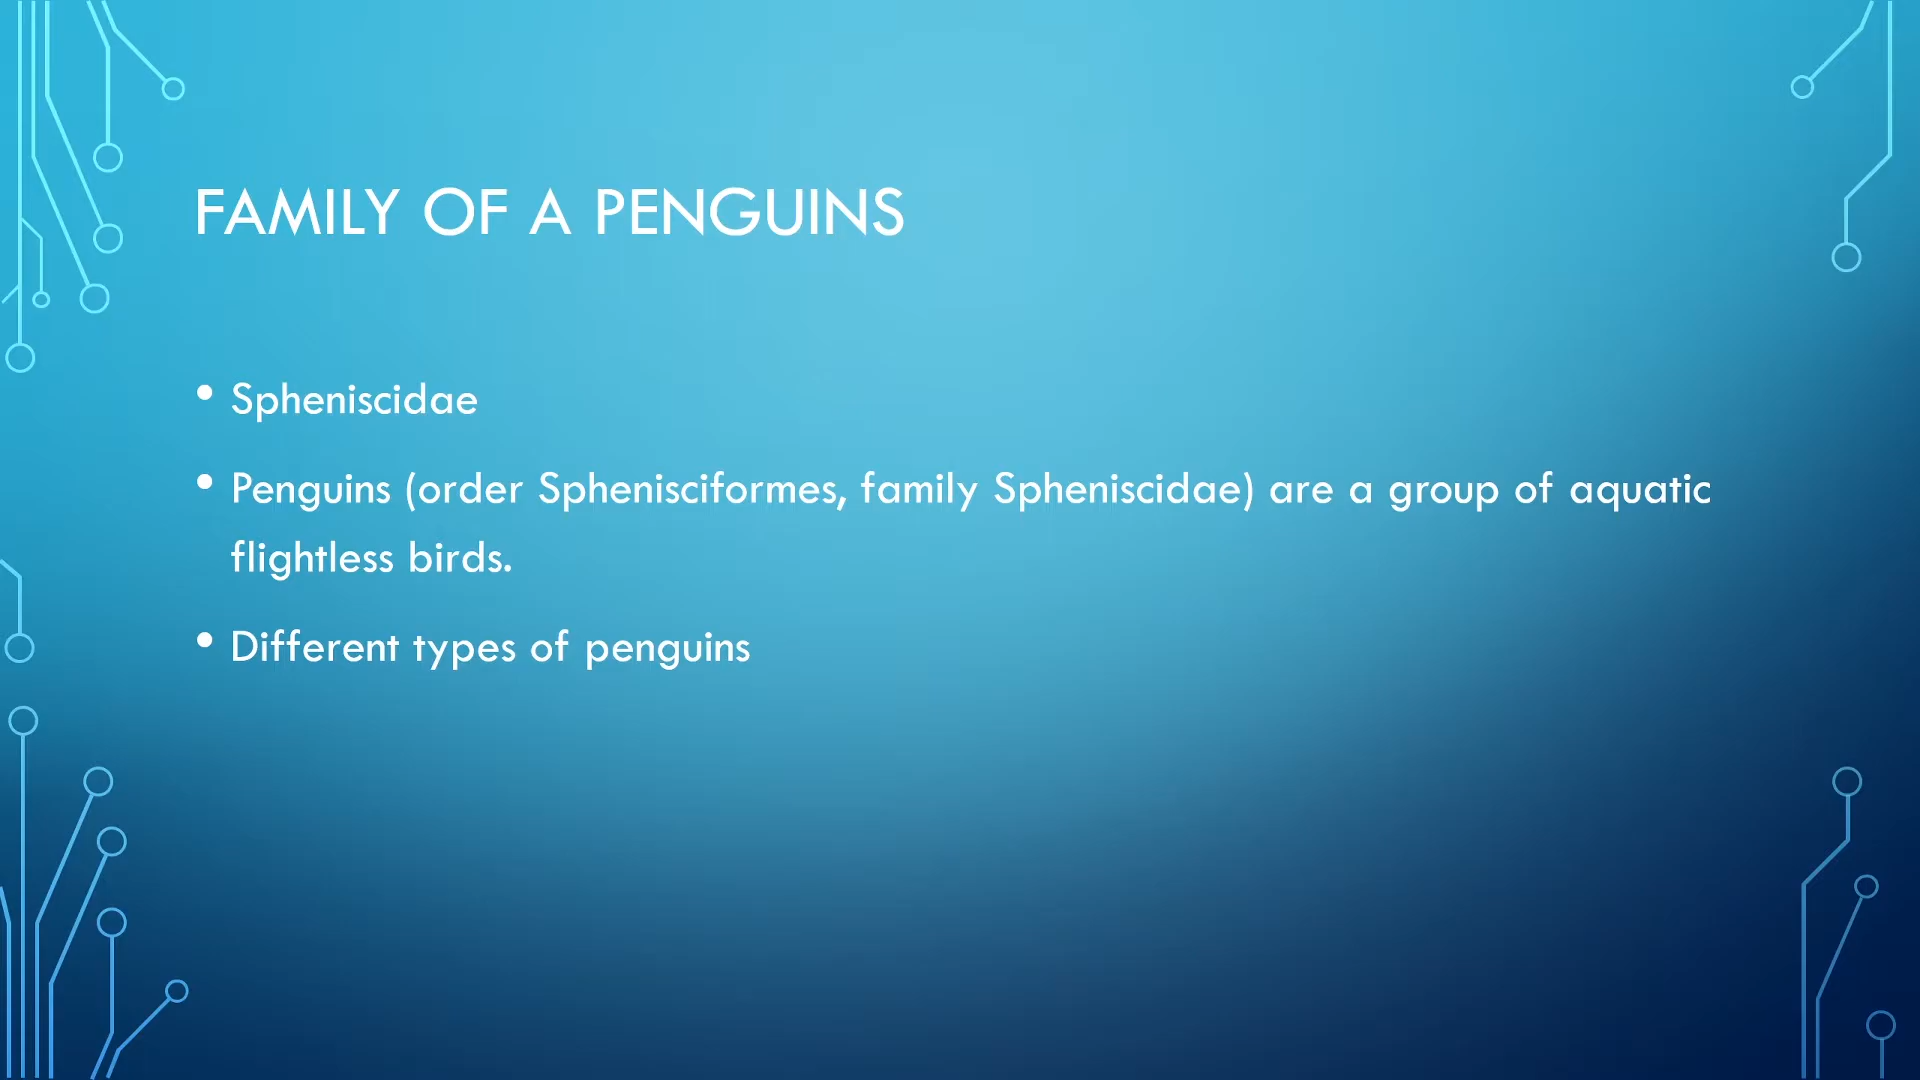 FAMILY OF A PENGUINS
• Spheniscidae
• Penguins (order Sphenisciformes, family Spheniscidae) are a group of aquatic
flightless birds.
• Different types of penguins